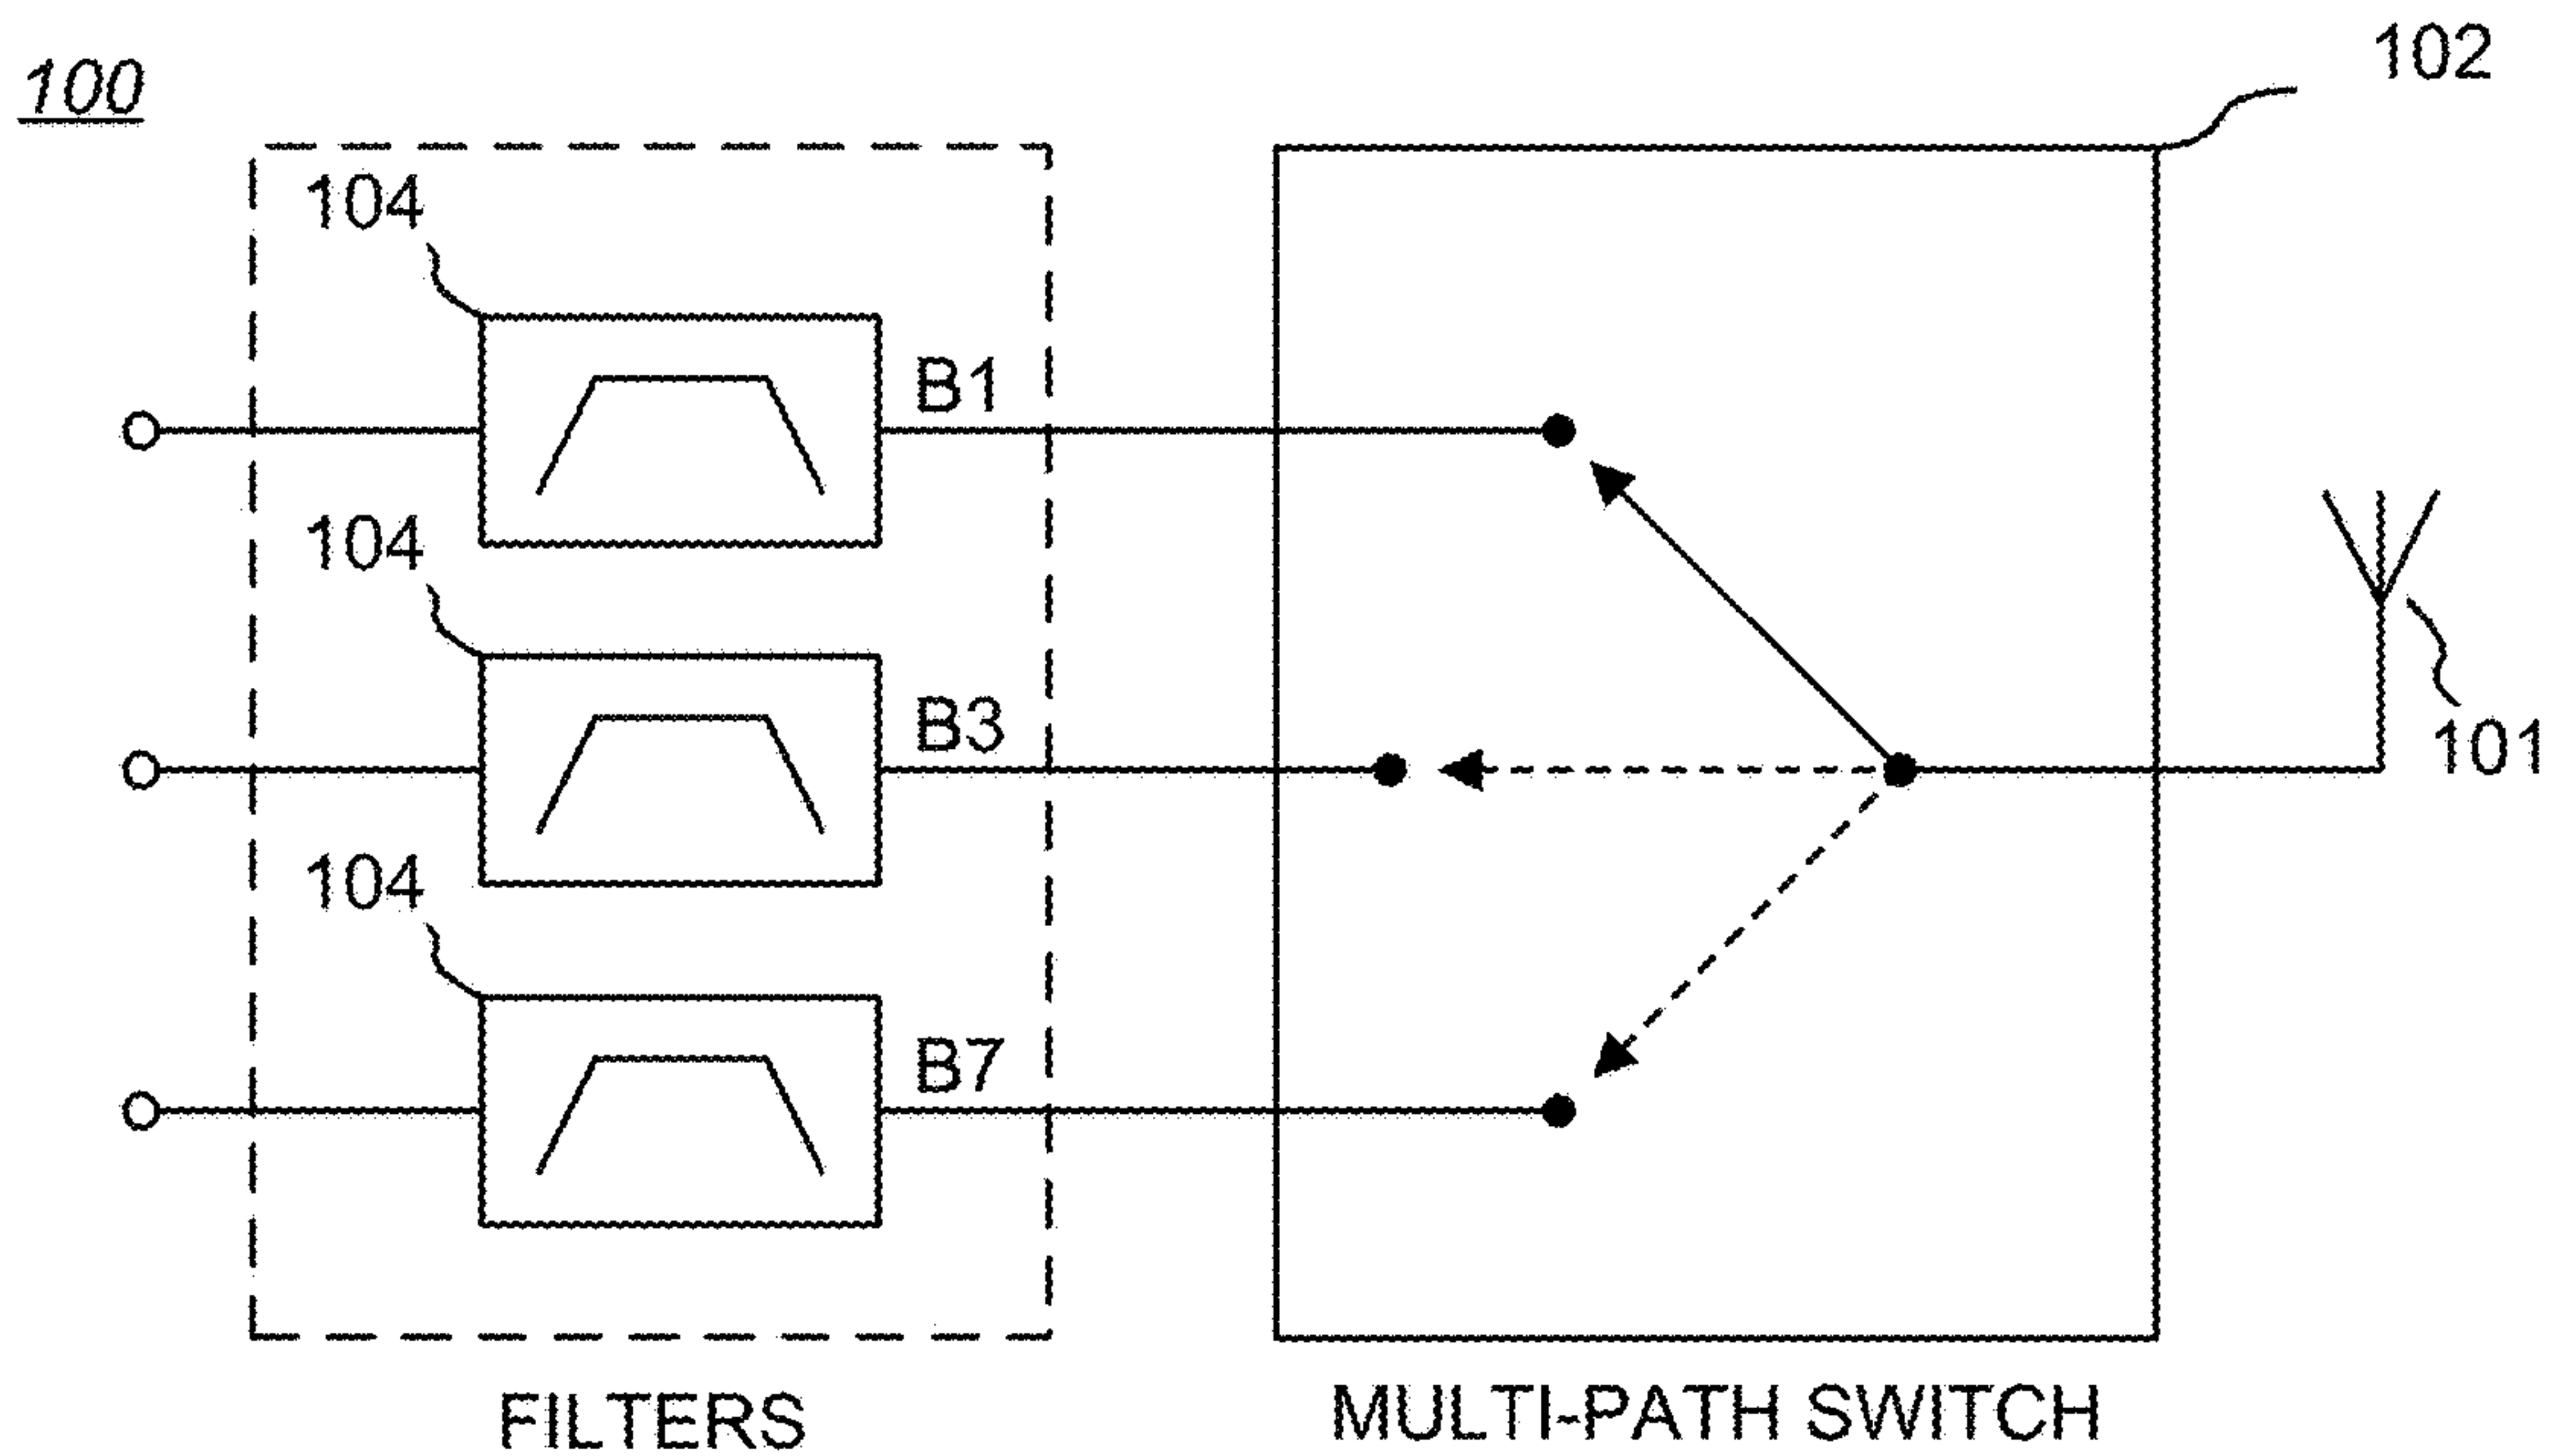 100
102
104
B1
104
B3
101
104
B7
FILTERS
MULTI-PATH SWITCH